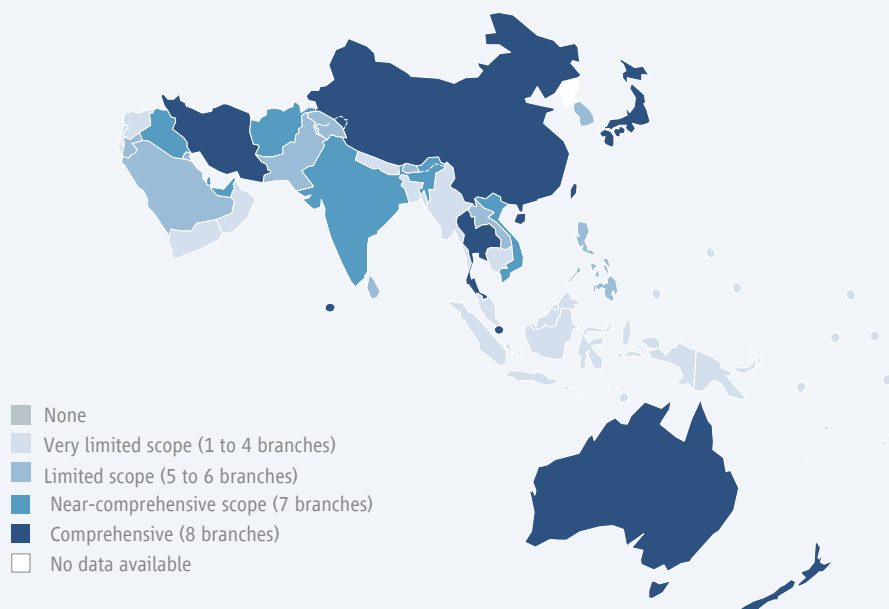 None
Very limited scope (1 to 4 branches)
Limited scope (5 to 6 branches)
Near-comprehensive scope (7 branches)
Comprehensive (8 branches)
No data available